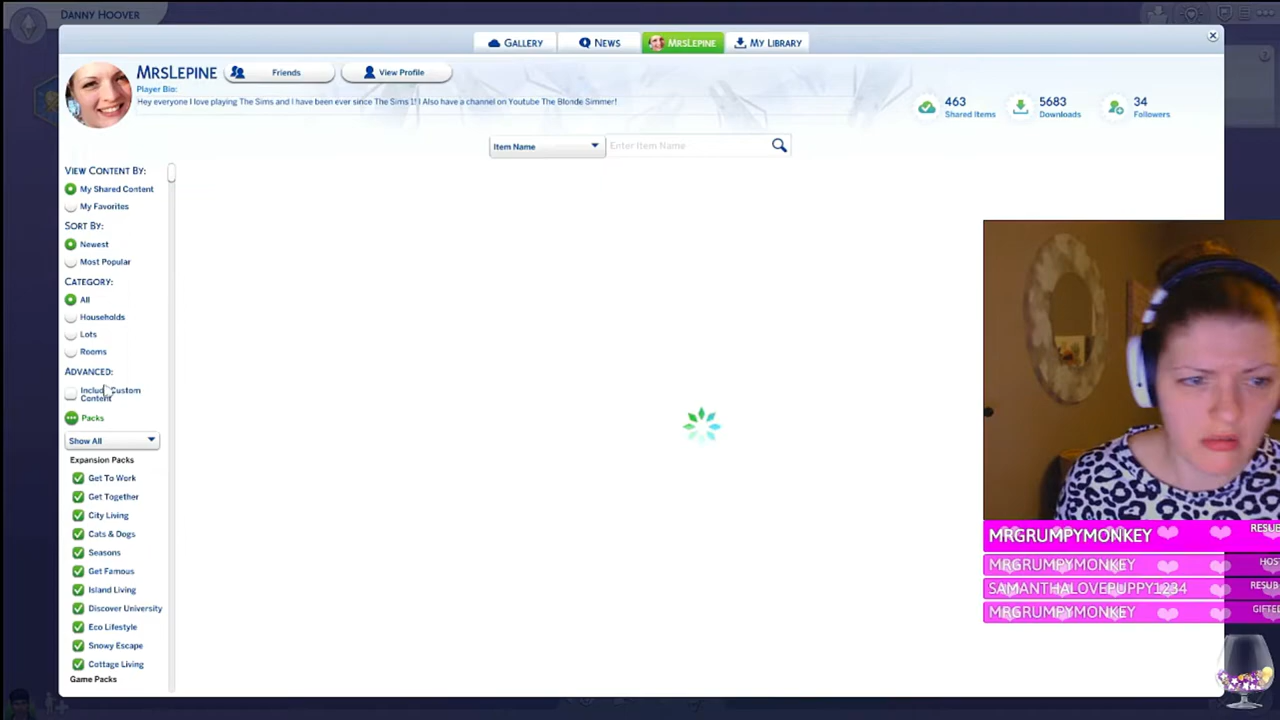 DANNY HOOVER
GALLERY
NEWS
MRSLEPINE
MY LIBRARY
MRSLEPINE
Friends
View Profile
Player Bio:
Hey everyone I love playing The Sims and I have been ever since The Sims 1! I Also have a channel on Youtube The Blonde Simmer!
463
Shared Items
5683
Downloads
34
Followers
Item Name
Enter Item Name
VIEW CONTENT BY:
My Shared Content
My Favorites
SORT BY:
Newest
Most Popular
CATEGORY:
All
Households
Lots
Rooms
ADVANCED:
Include Custom
Content
Packs
Show All
Expansion Packs
Get To Work
Get Together
City Living
Cats & Dogs
Seasons
Get Famous
Island Living
Discover University
Eco Lifestyle
Snowy Escape
Cottage Living
Game Packs
MRGRUMPYMONKEY RESUB
MRGRUMPYMONKEY HOST
SAMANTHALOVEPUPPY1234 RESUB
MRGRUMPYMONKEY GIFTED